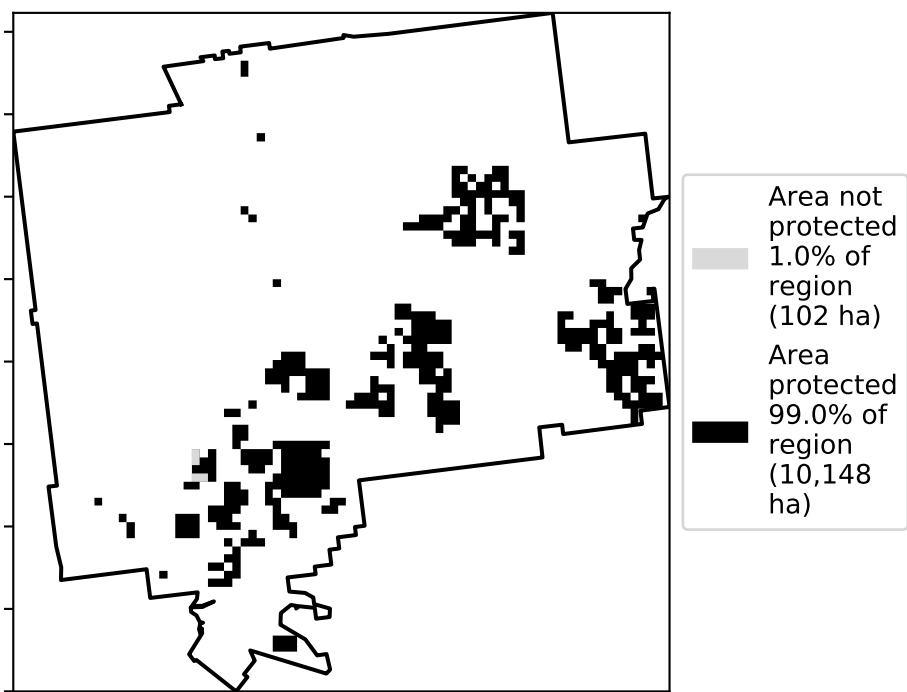 Area not
protected
1.0% of
region
(102 ha)
Area
protected
99.0% of
region
(10,148
ha)